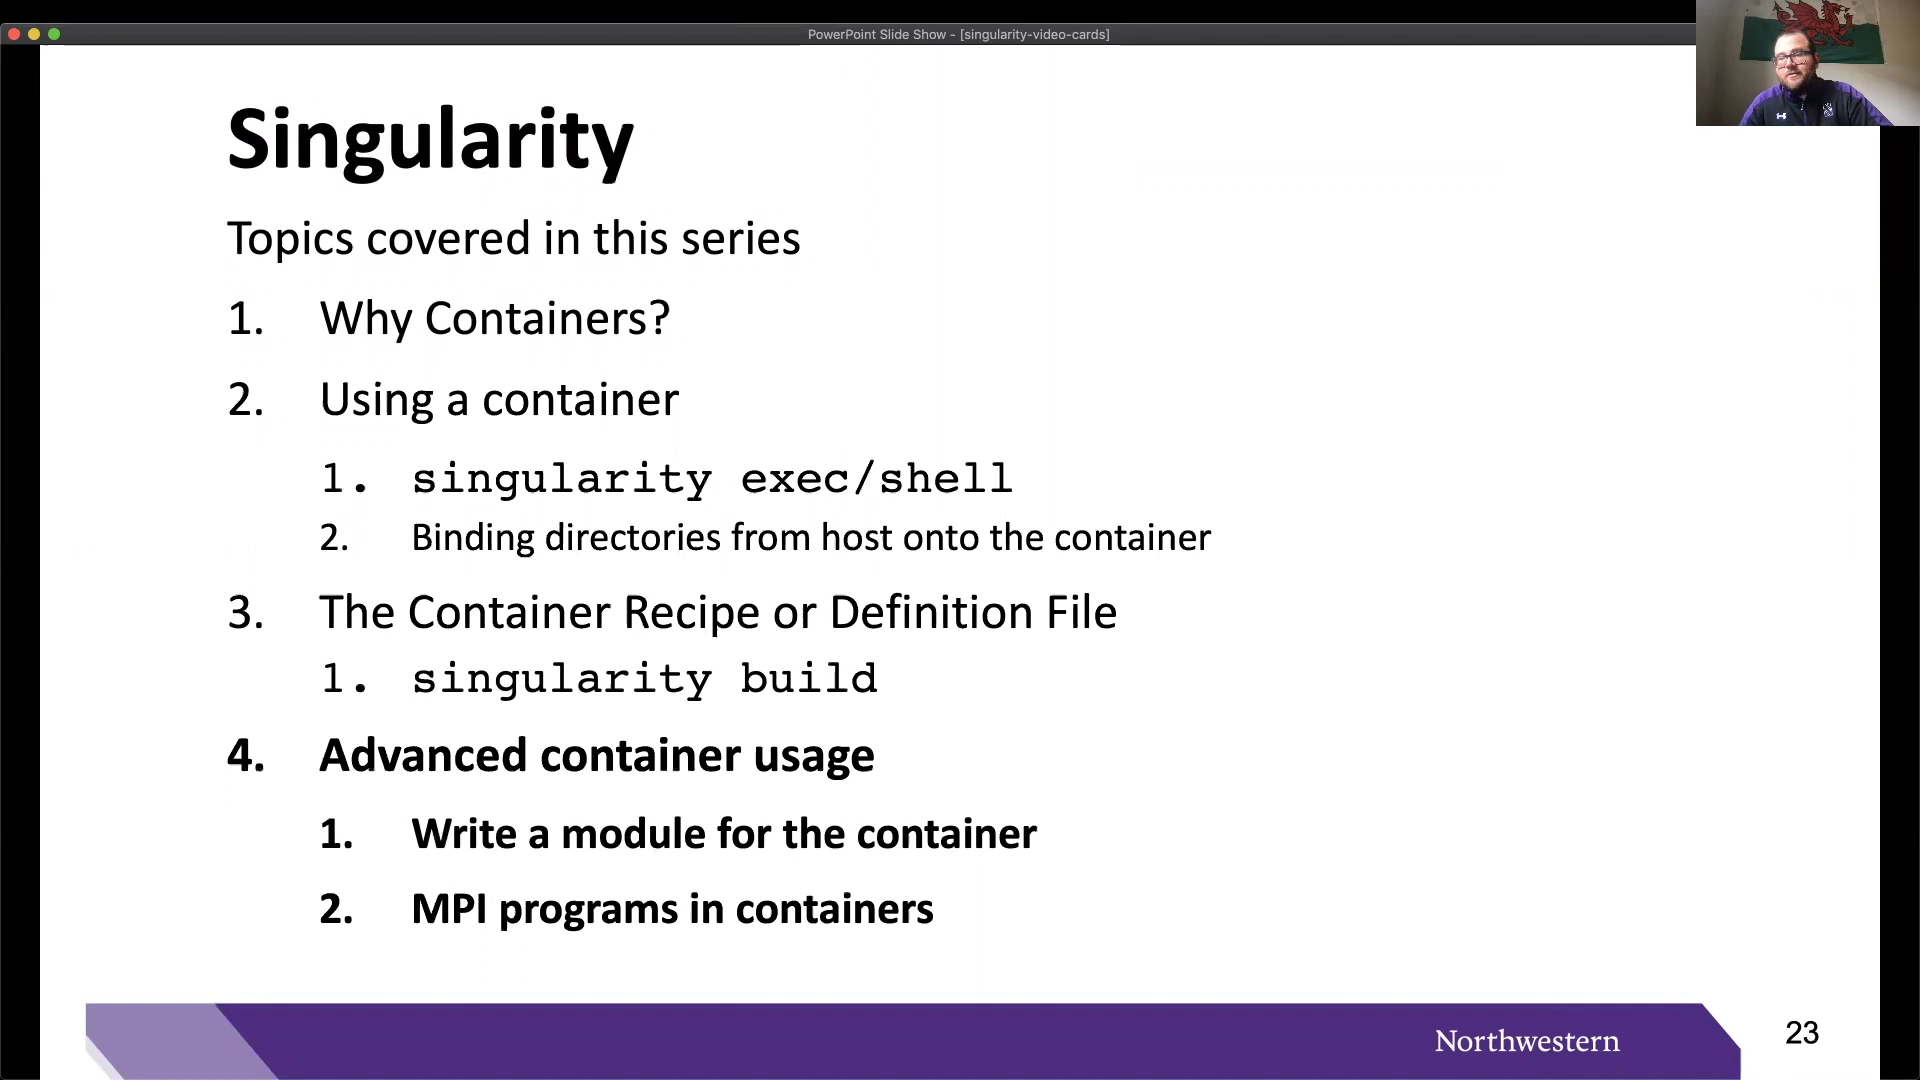 PowerPoint Slide Show - [singularity-video-cards]
Singularity
Topics covered in this series
1. Why Containers?
2. Using a container
1. singularity exec/shell
2. Binding directories from host onto the container
3. The Container Recipe or Definition File
1. singularity build
4. Advanced container usage
1. Write a module for the container
2. MPI programs in containers
Northwestern
23